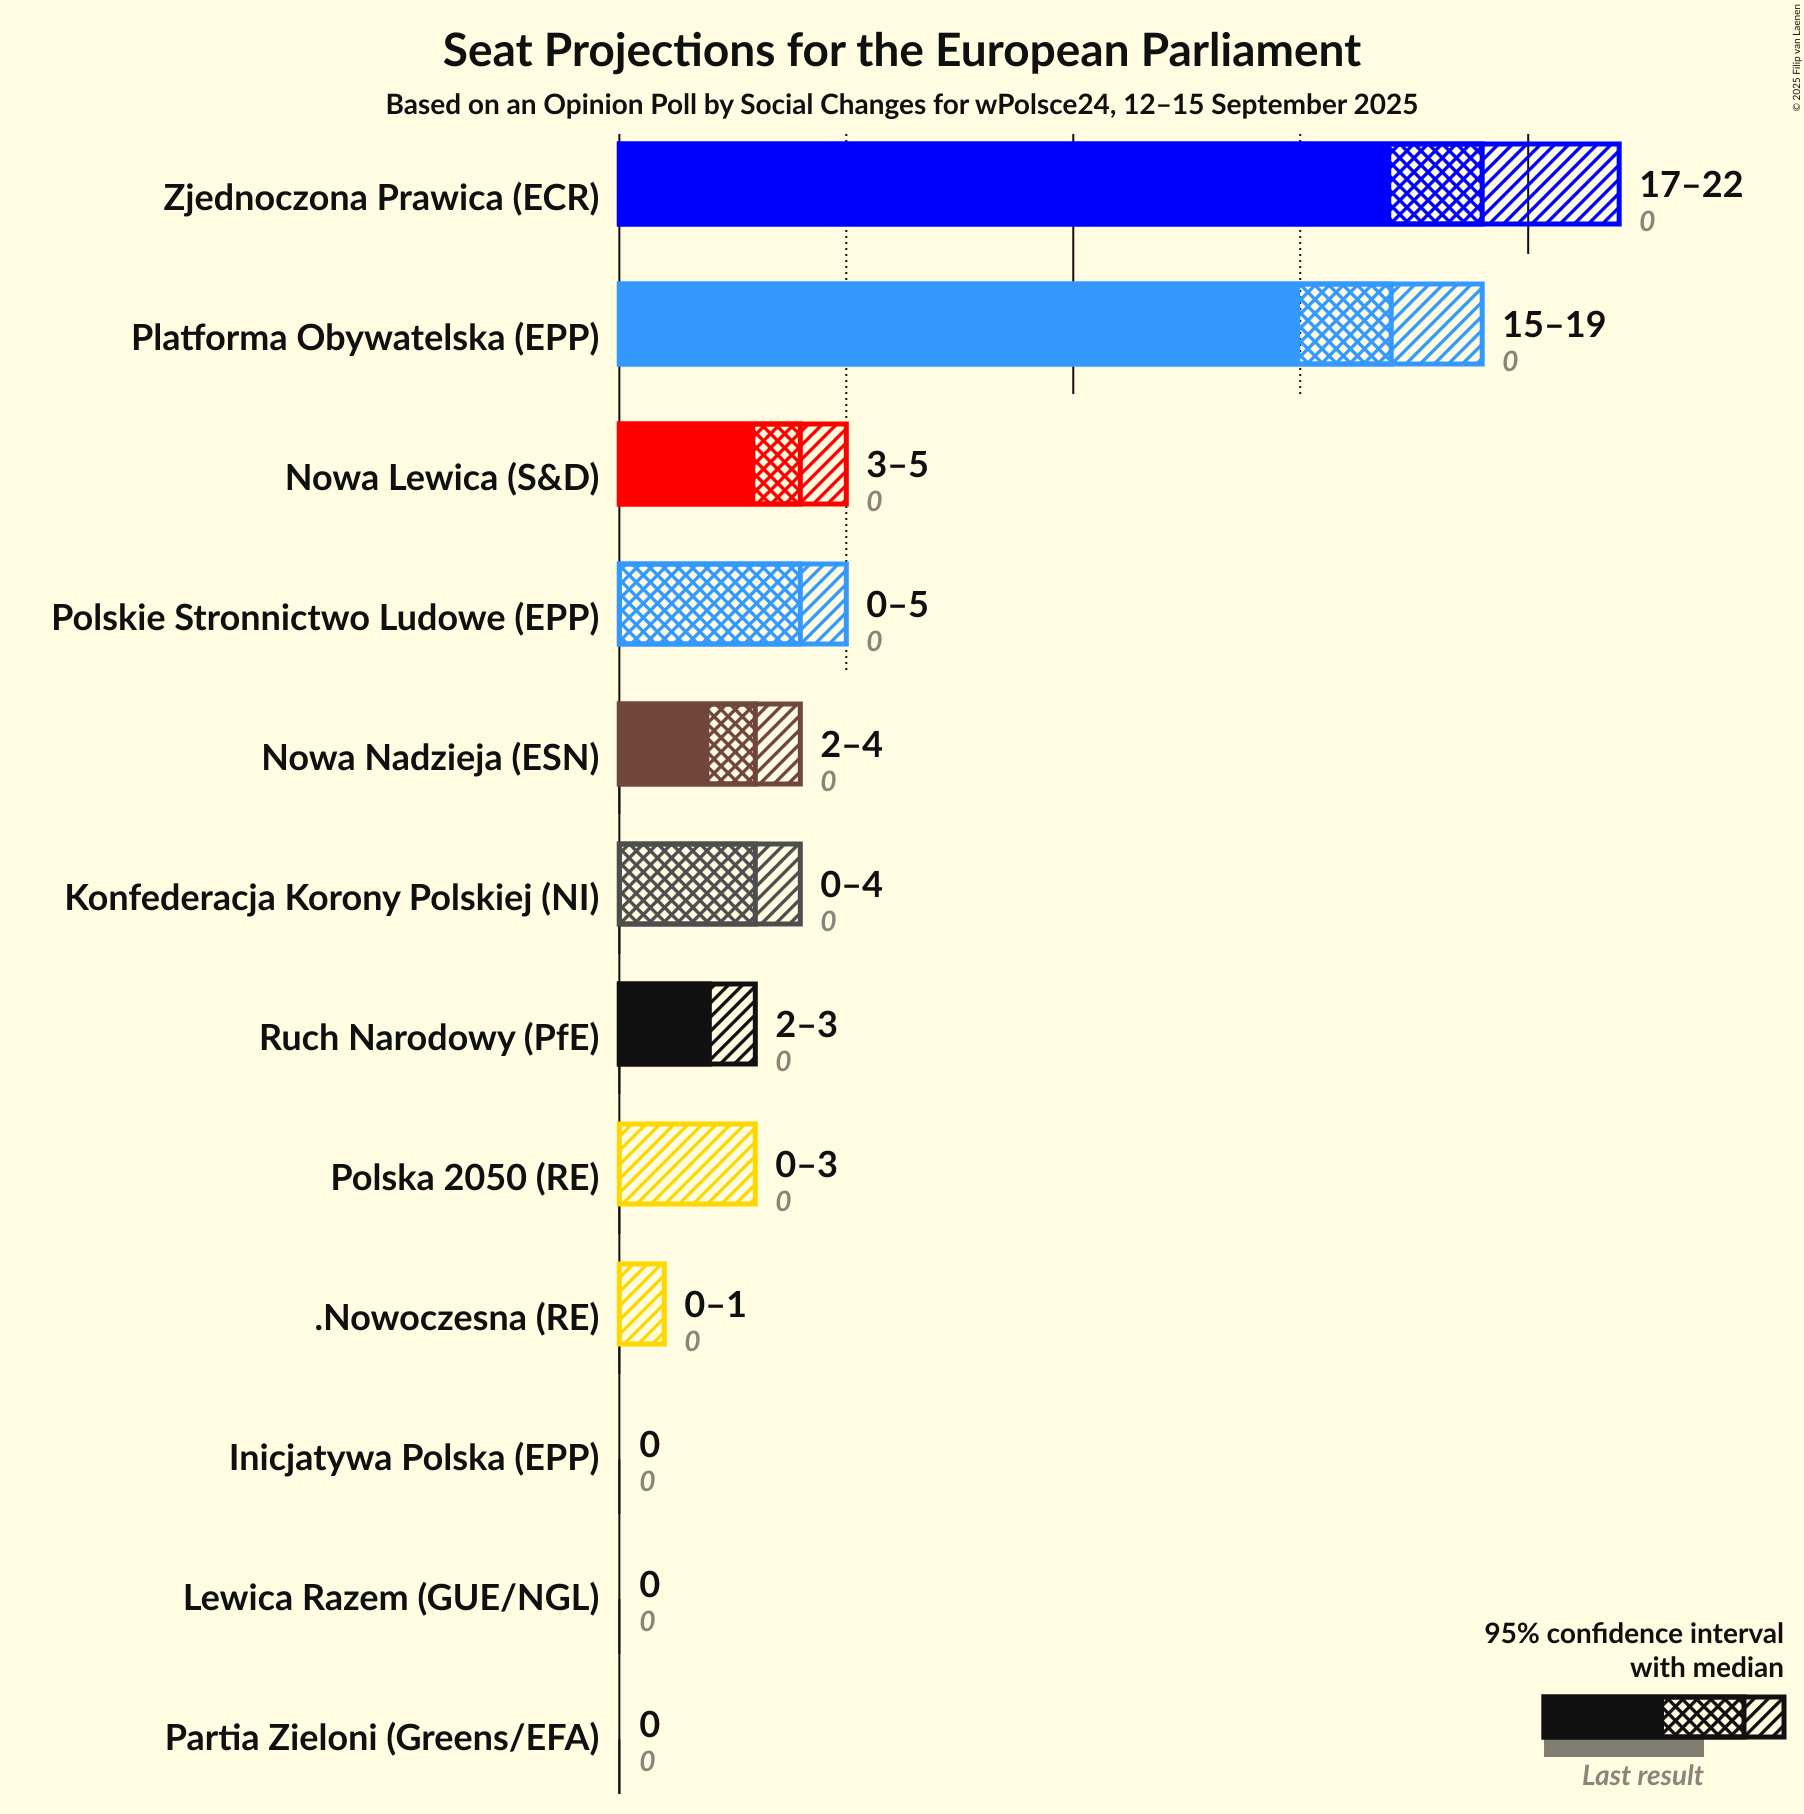 Seat Projections for the European Parliament
Based on an Opinion Poll by Social Changes for wPolsce24, 12–15 September 2025
© 2025 Filip van Laenen
Zjednoczona Prawica (ECR)
17–22
0
Platforma Obywatelska (EPP)
15–19
0
Nowa Lewica (S&D)
3–5
0
Polskie Stronnictwo Ludowe (EPP)
0–5
0
Nowa Nadzieja (ESN)
2–4
0
Konfederacja Korony Polskiej (NI)
0–4
0
Ruch Narodowy (PfE)
2–3
0
Polska 2050 (RE)
0–3
0
.Nowoczesna (RE)
0–1
0
Inicjatywa Polska (EPP)
0
0
Lewica Razem (GUE/NGL)
0
0
Partia Zieloni (Greens/EFA)
0
0
95% confidence interval
with median
Last result